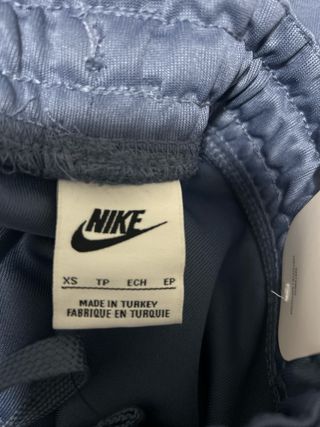 NIKE
XS TP ECH EP
MADE IN TURKEY
FABRIQUE EN TURQUIE